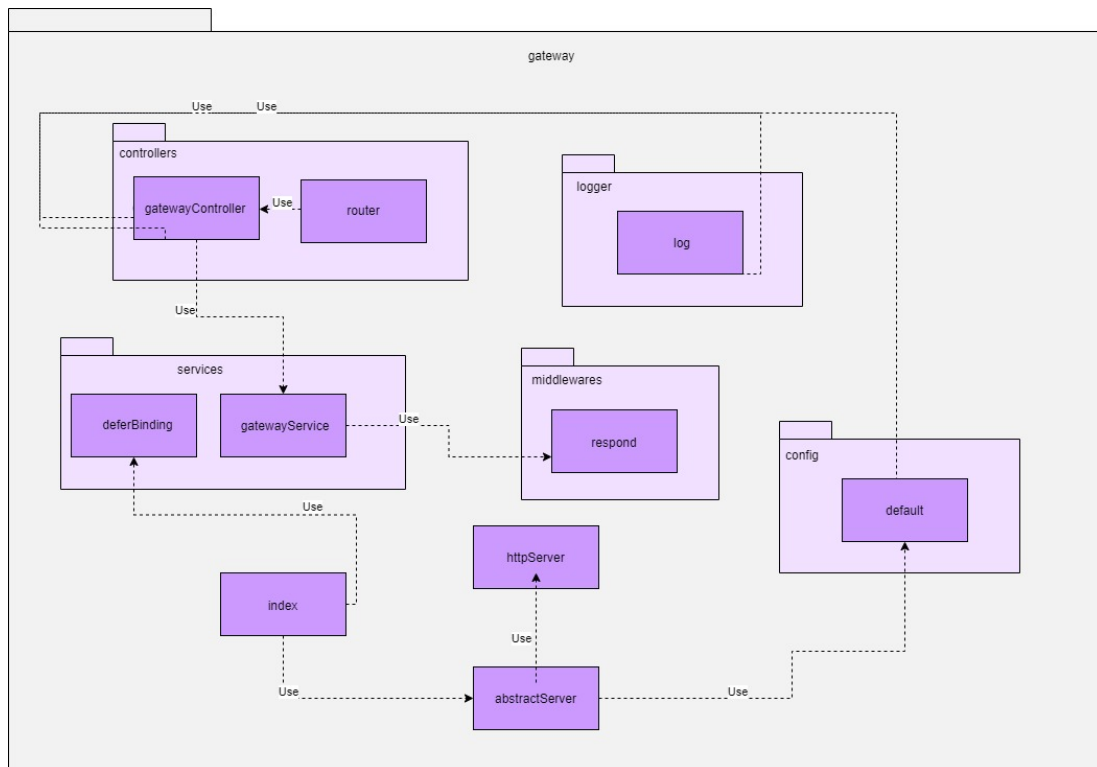 gateway
Use
Use
controllers
gatewayController
Use
router
logger
log
Use
services
deferBinding
gatewayService
Use
middlewares
respond
config
default
Use
httpServer
index
Use
Use
abstractServer
Use